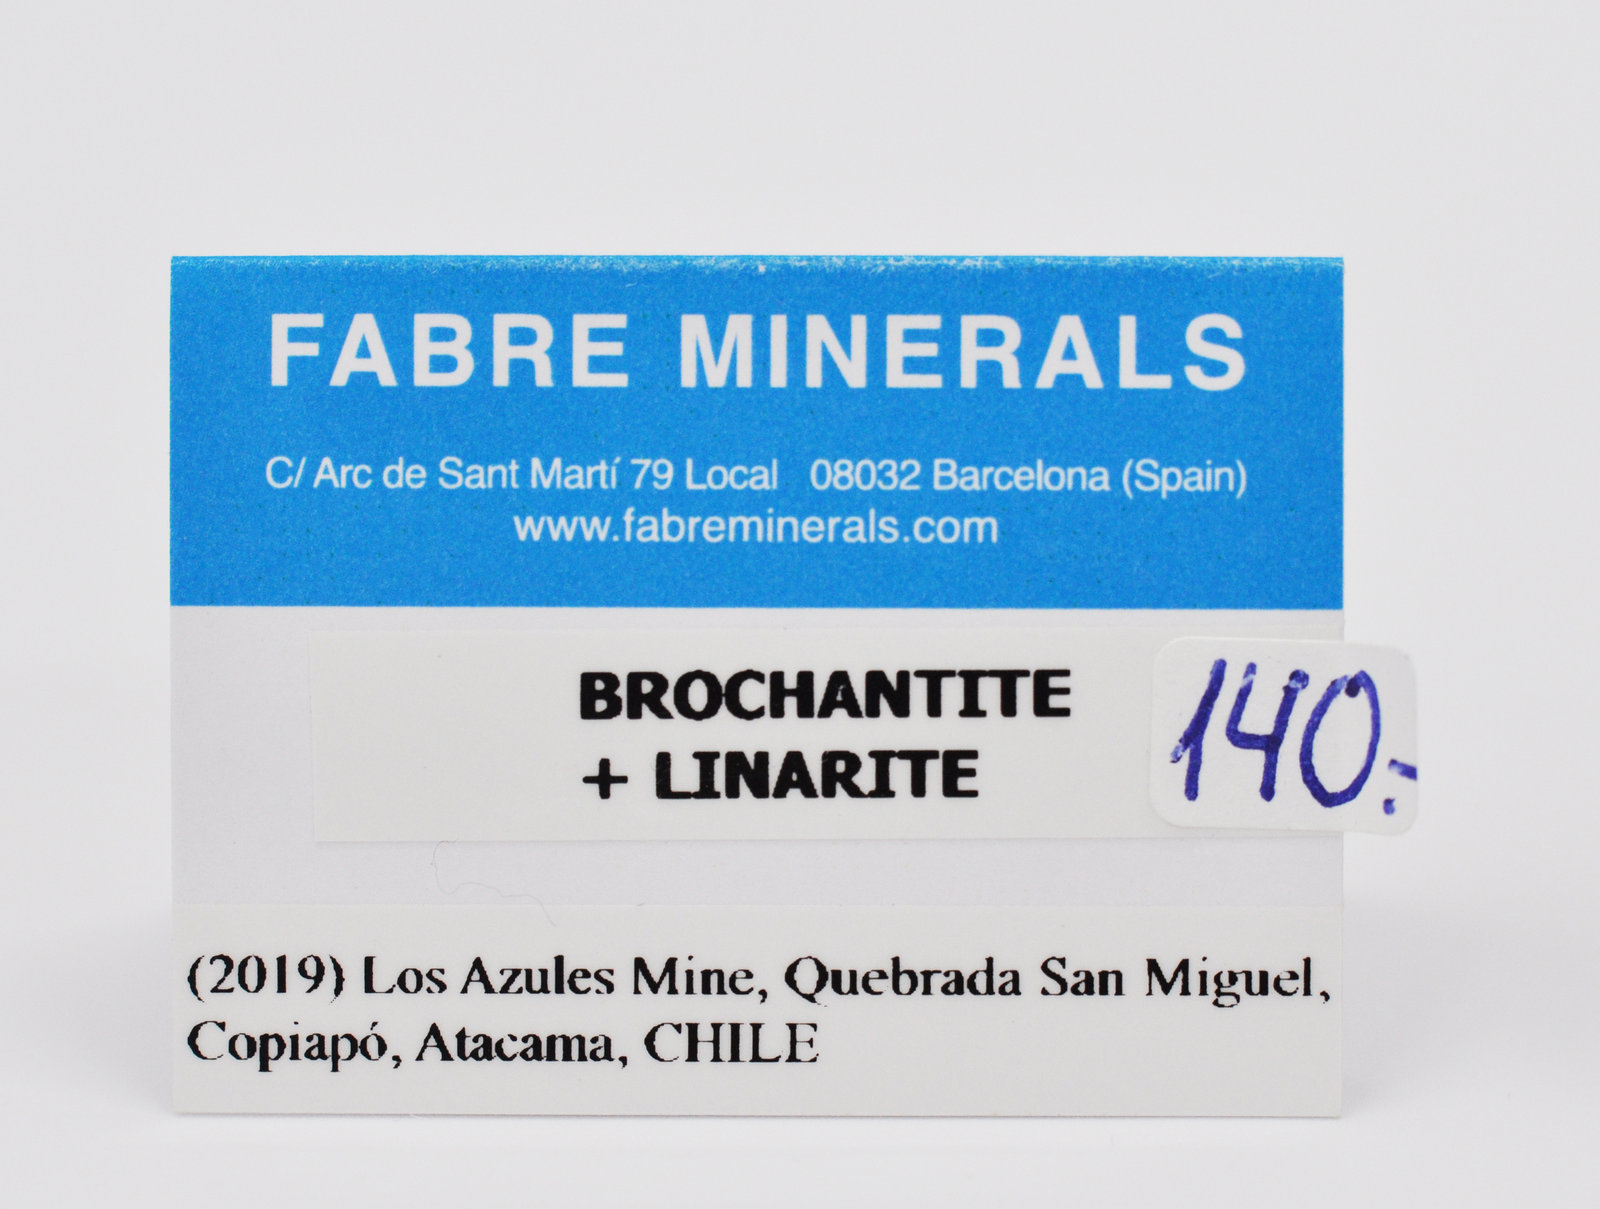 FABRE MINERALS
C/ Arc de Sant Martí 79 Local 08032 Barcelona (Spain)
www.fabreminerals.com
BROCHANTITE
+ LINARITE
140.-
(2019) Los Azules Mine, Quebrada San Miguel,
Copiapó, Atacama, CHILE